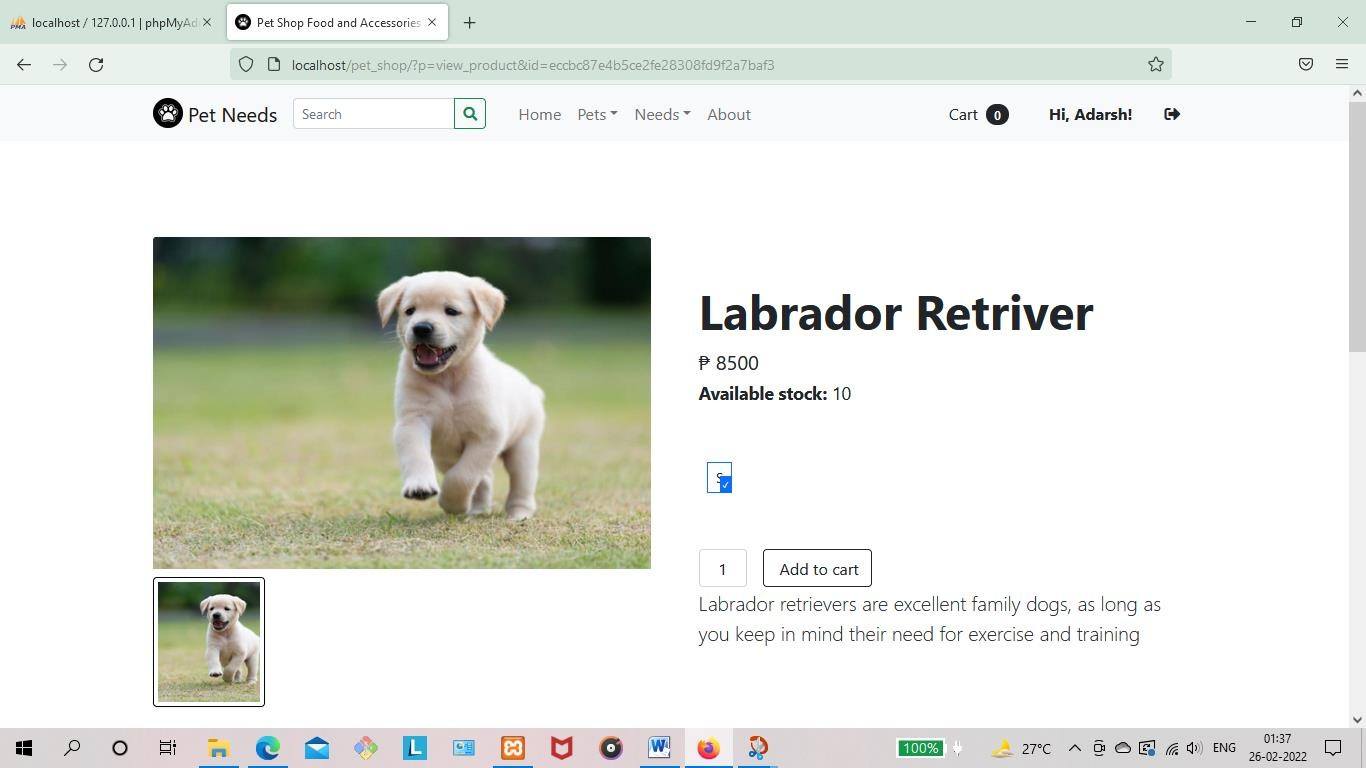 localhost / 127.0.0.1 | phpMyAd
Pet Shop Food and Accessories
localhost/pet_shop/?p=view_product&id=eccbc87e4b5ce2fe28308fd9f2a7baf3
Pet Needs
Search
Home
Pets
Needs
About
Cart 0
Hi, Adarsh!
Labrador Retriver
₱ 8500
Available stock: 10
S
1
Add to cart
Labrador retrievers are excellent family dogs, as long as
you keep in mind their need for exercise and training
100%
27°C
ENG
01:37
26-02-2022